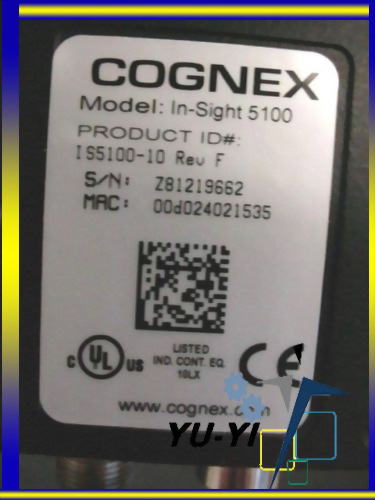 COGNEX
Model: In-Sight 5100
PRODUCT ID#:
IS5100-10 Rev F
S/N: Z81219662
MAC: 00d024021535
c UL US
LISTED
IND. CONT. EQ.
10LX
CE
www.cognex.com
YU-YI